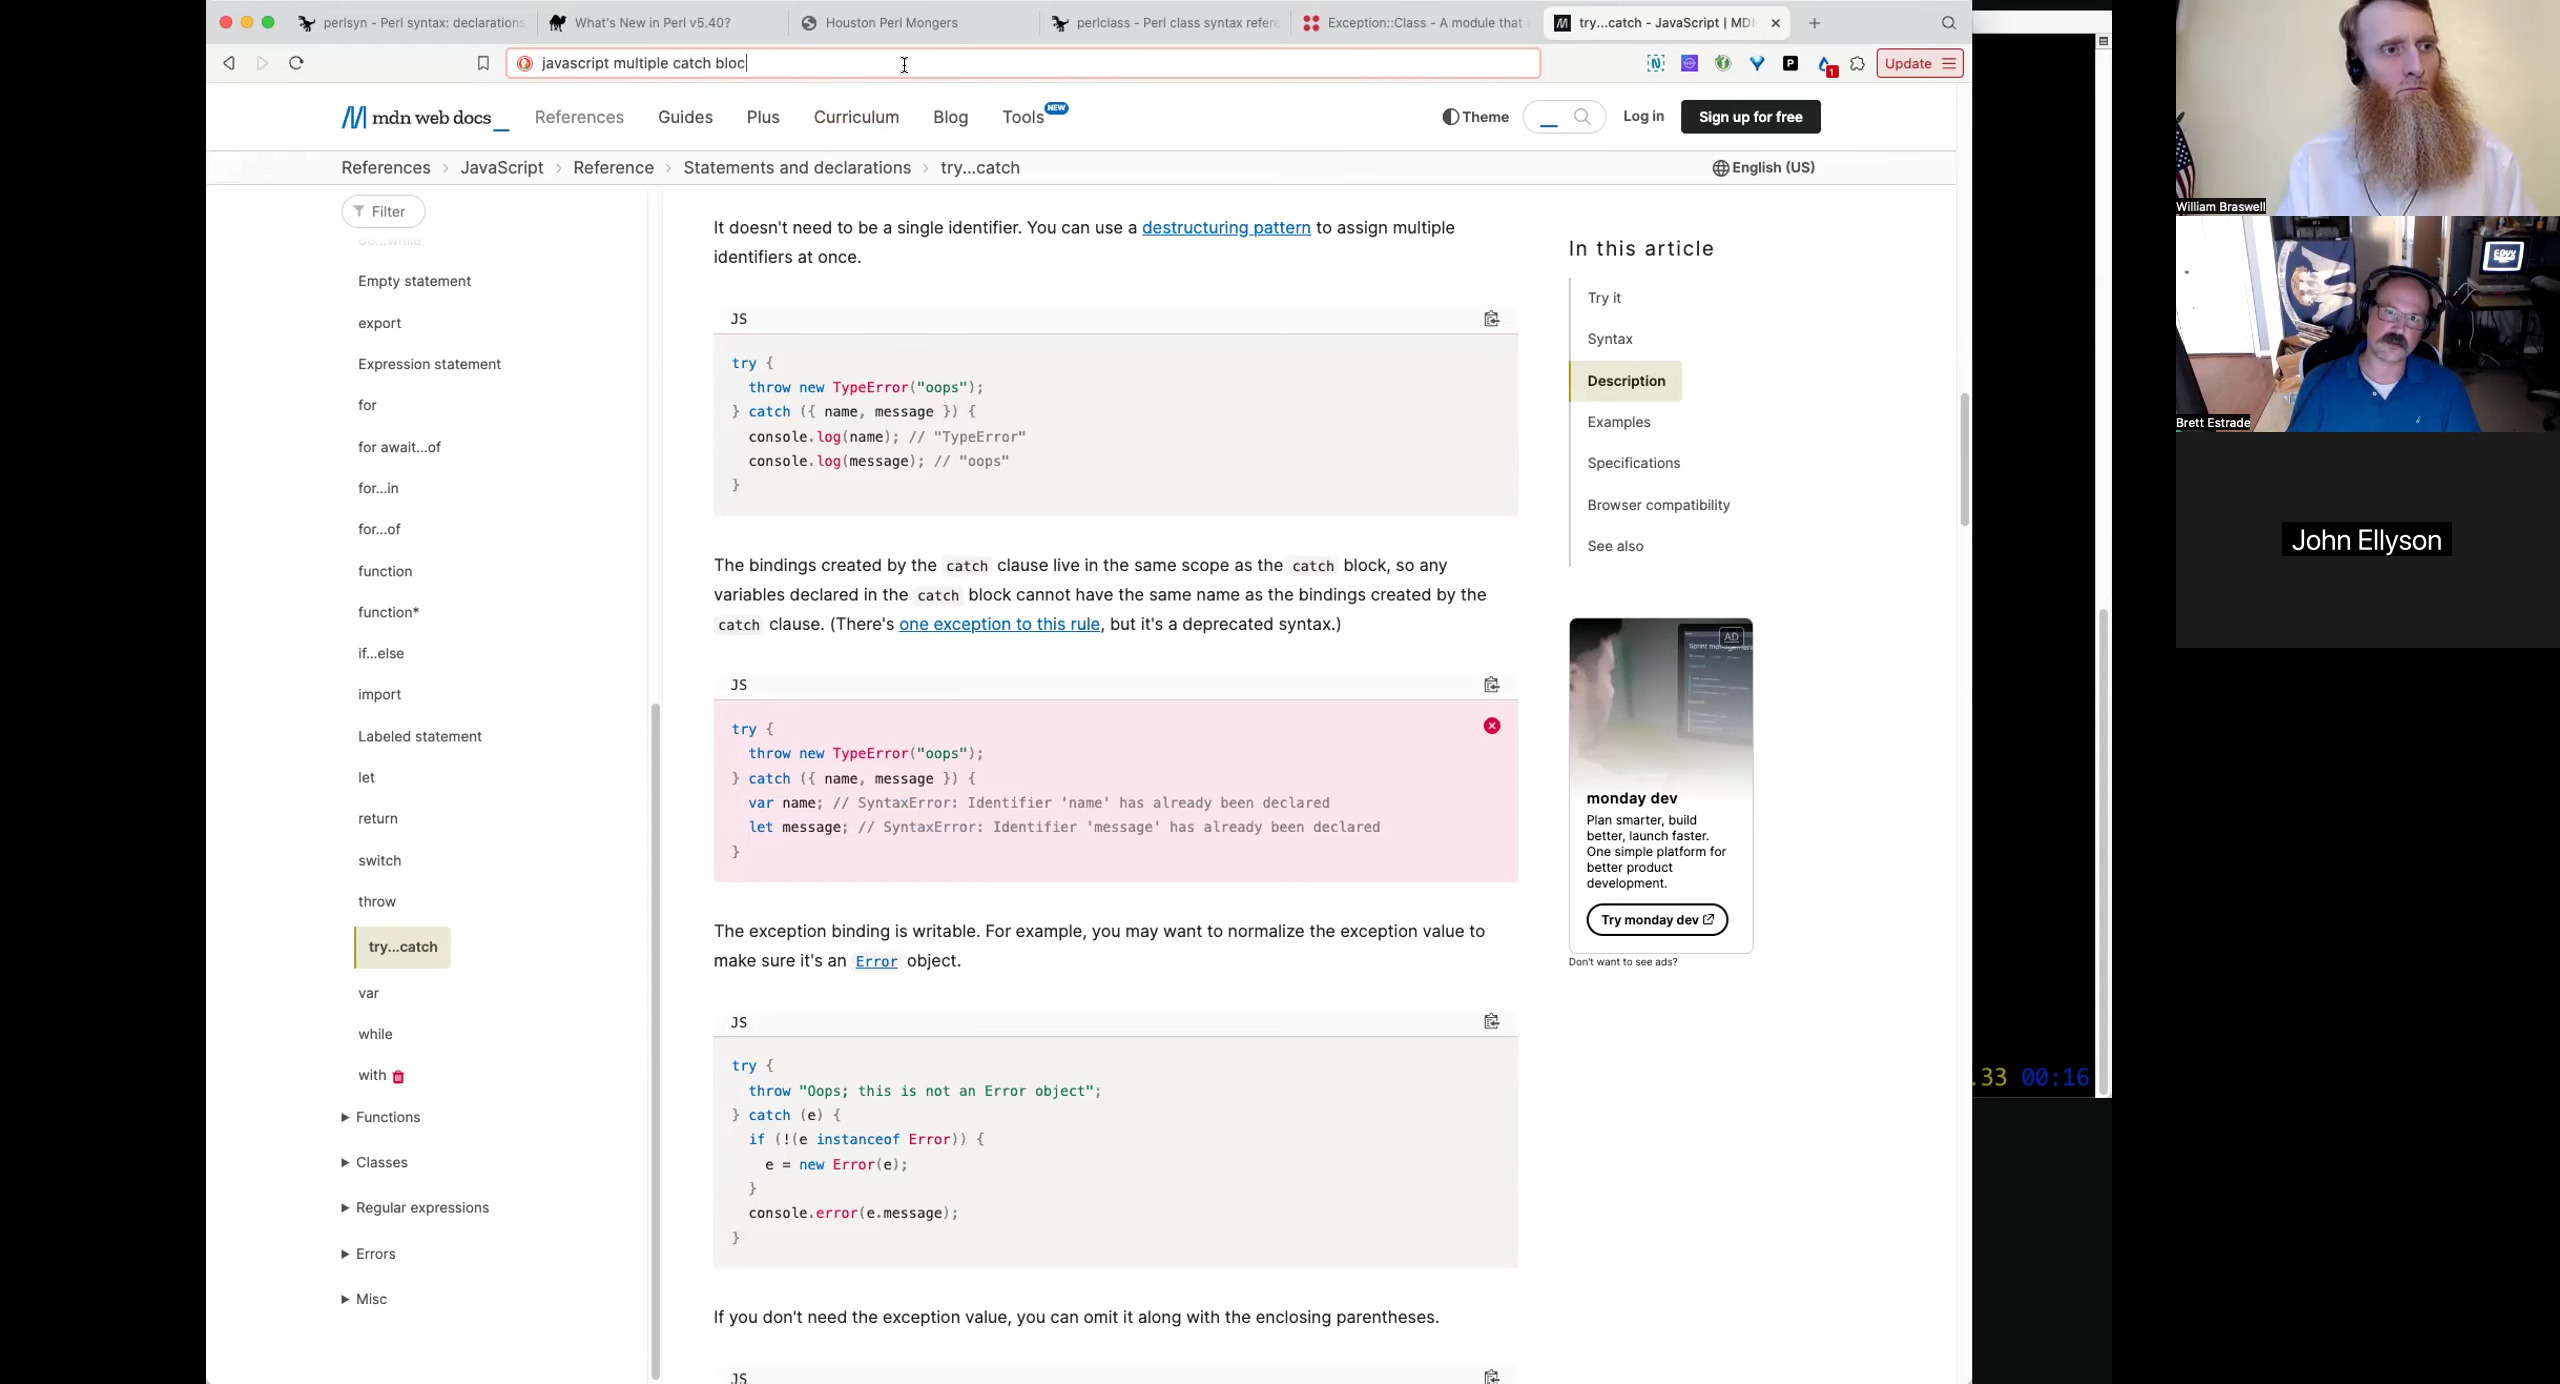 perlsyn - Perl syntax: declarations
What's New in Perl v5.40?
Houston Perl Mongers
perlclass - Perl class syntax refere
Exception::Class - A module that
try...catch - JavaScript | MDN
javascript multiple catch bloc
1
Update
mdn web docs_
References
Guides
Plus
Curriculum
Blog
Tools
NEW
Theme
Log in
Sign up for free
References > JavaScript > Reference > Statements and declarations > try...catch
English (US)
Filter
do...while
Empty statement
export
Expression statement
for
for await...of
for...in
for...of
function
function*
if...else
import
Labeled statement
let
return
switch
throw
try...catch
var
while
with
Functions
Classes
Regular expressions
Errors
Misc
It doesn't need to be a single identifier. You can use a destructuring pattern to assign multiple
identifiers at once.
JS
try {
throw new TypeError("oops");
} catch ({ name, message }) {
console.log(name); // "TypeError"
console.log(message); // "oops"
}
The bindings created by the catch clause live in the same scope as the catch block, so any
variables declared in the catch block cannot have the same name as the bindings created by the
catch clause. (There's one exception to this rule, but it's a deprecated syntax.)
JS
try {
throw new TypeError("oops");
} catch ({ name, message }) {
var name; // SyntaxError: Identifier 'name' has already been declared
let message; // SyntaxError: Identifier 'message' has already been declared
}
The exception binding is writable. For example, you may want to normalize the exception value to
make sure it's an Error object.
JS
try {
throw "Oops; this is not an Error object";
} catch (e) {
if (!(e instanceof Error)) {
e = new Error(e);
}
console.error(e.message);
}
If you don't need the exception value, you can omit it along with the enclosing parentheses.
JS
In this article
Try it
Syntax
Description
Examples
Specifications
Browser compatibility
See also
AD
monday dev
Plan smarter, build
better, launch faster.
One simple platform for
better product
development.
Try monday dev
Don't want to see ads?
.33 00:16
William Braswell
Brett Estrade
John Ellyson